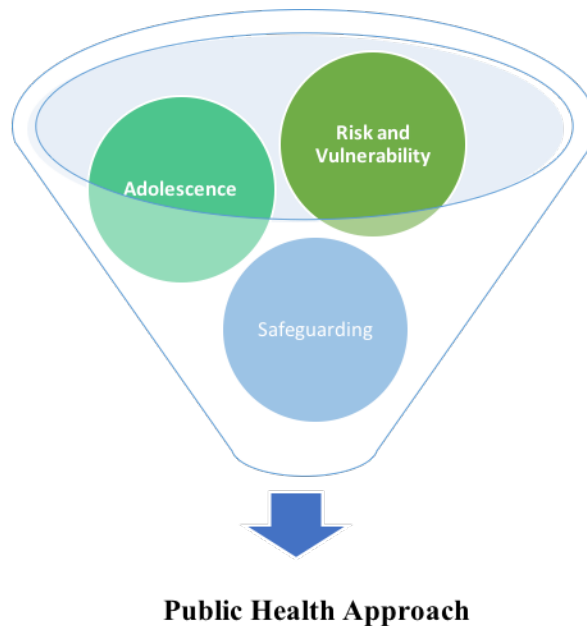 Risk and
Vulnerability
Adolescence
Safeguarding
Public Health Approach